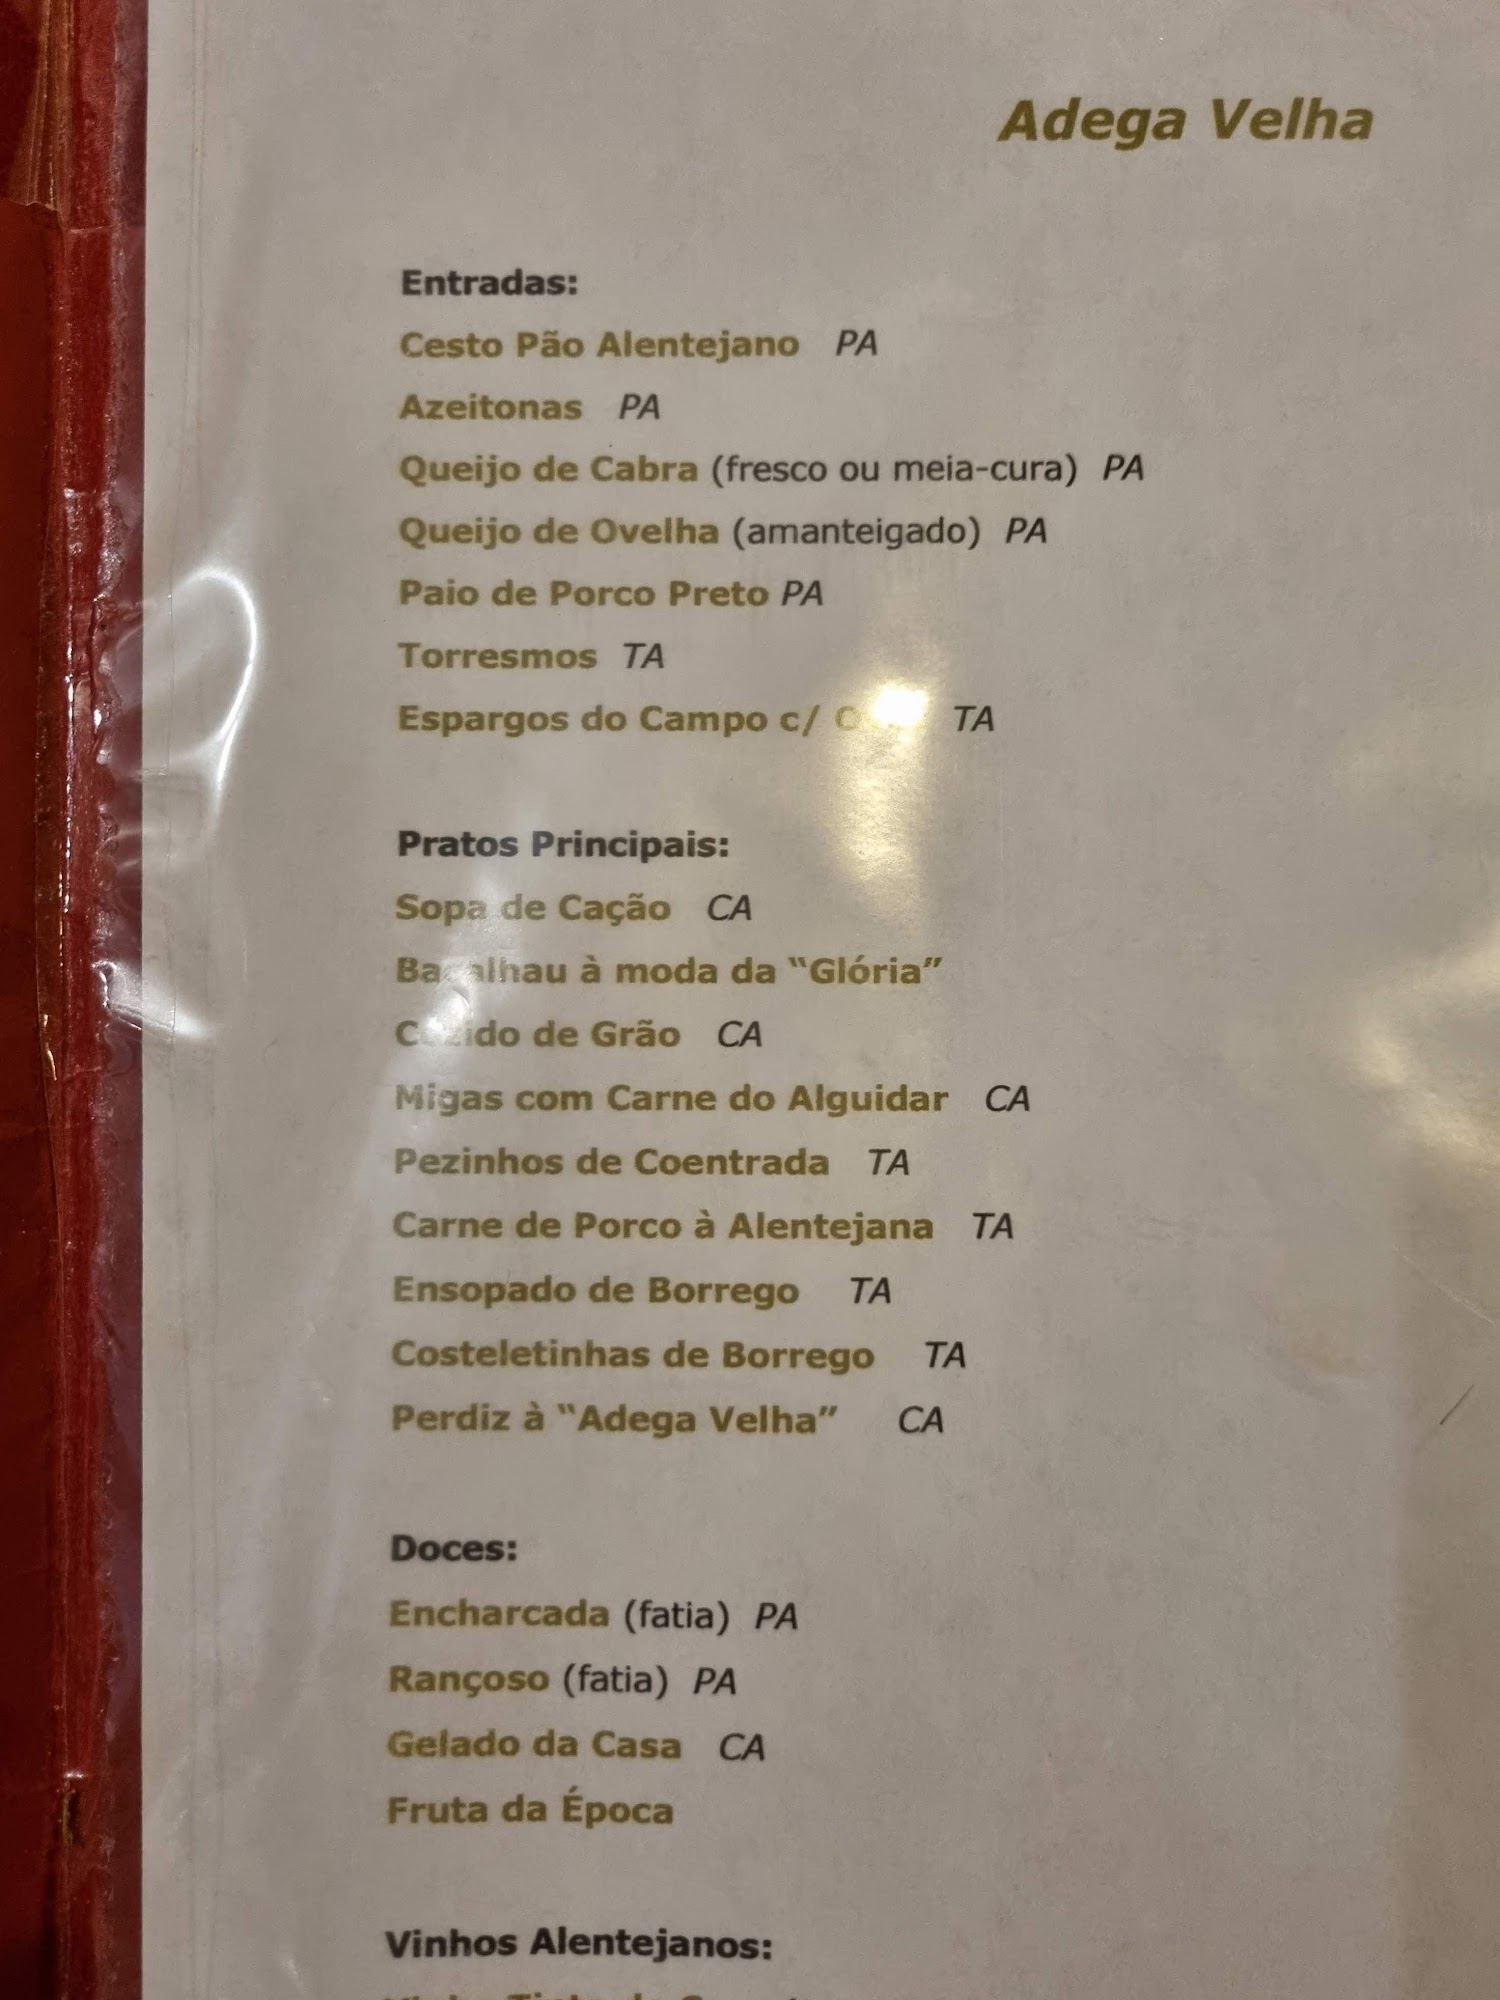 Adega Velha
Entradas:
Cesto Pão Alentejano PA
Azeitonas PA
Queijo de Cabra (fresco ou meia-cura) PA
Queijo de Ovelha (amanteigado) PA
Paio de Porco Preto PA
Torresmos TA
Espargos do Campo c/ TA
Pratos Principais:
Sopa de Cação CA
Bacalhau à moda da “Glória”
Cozido de Grão CA
Migas com Carne do Alguidar CA
Pezinhos de Coentrada TA
Carne de Porco à Alentejana TA
Ensopado de Borrego TA
Costeletinhas de Borrego TA
Perdiz à “Adega Velha” CA
Doces:
Encharcada (fatia) PA
Rançoso (fatia) PA
Gelado da Casa CA
Fruta da Época
Vinhos Alentejanos: